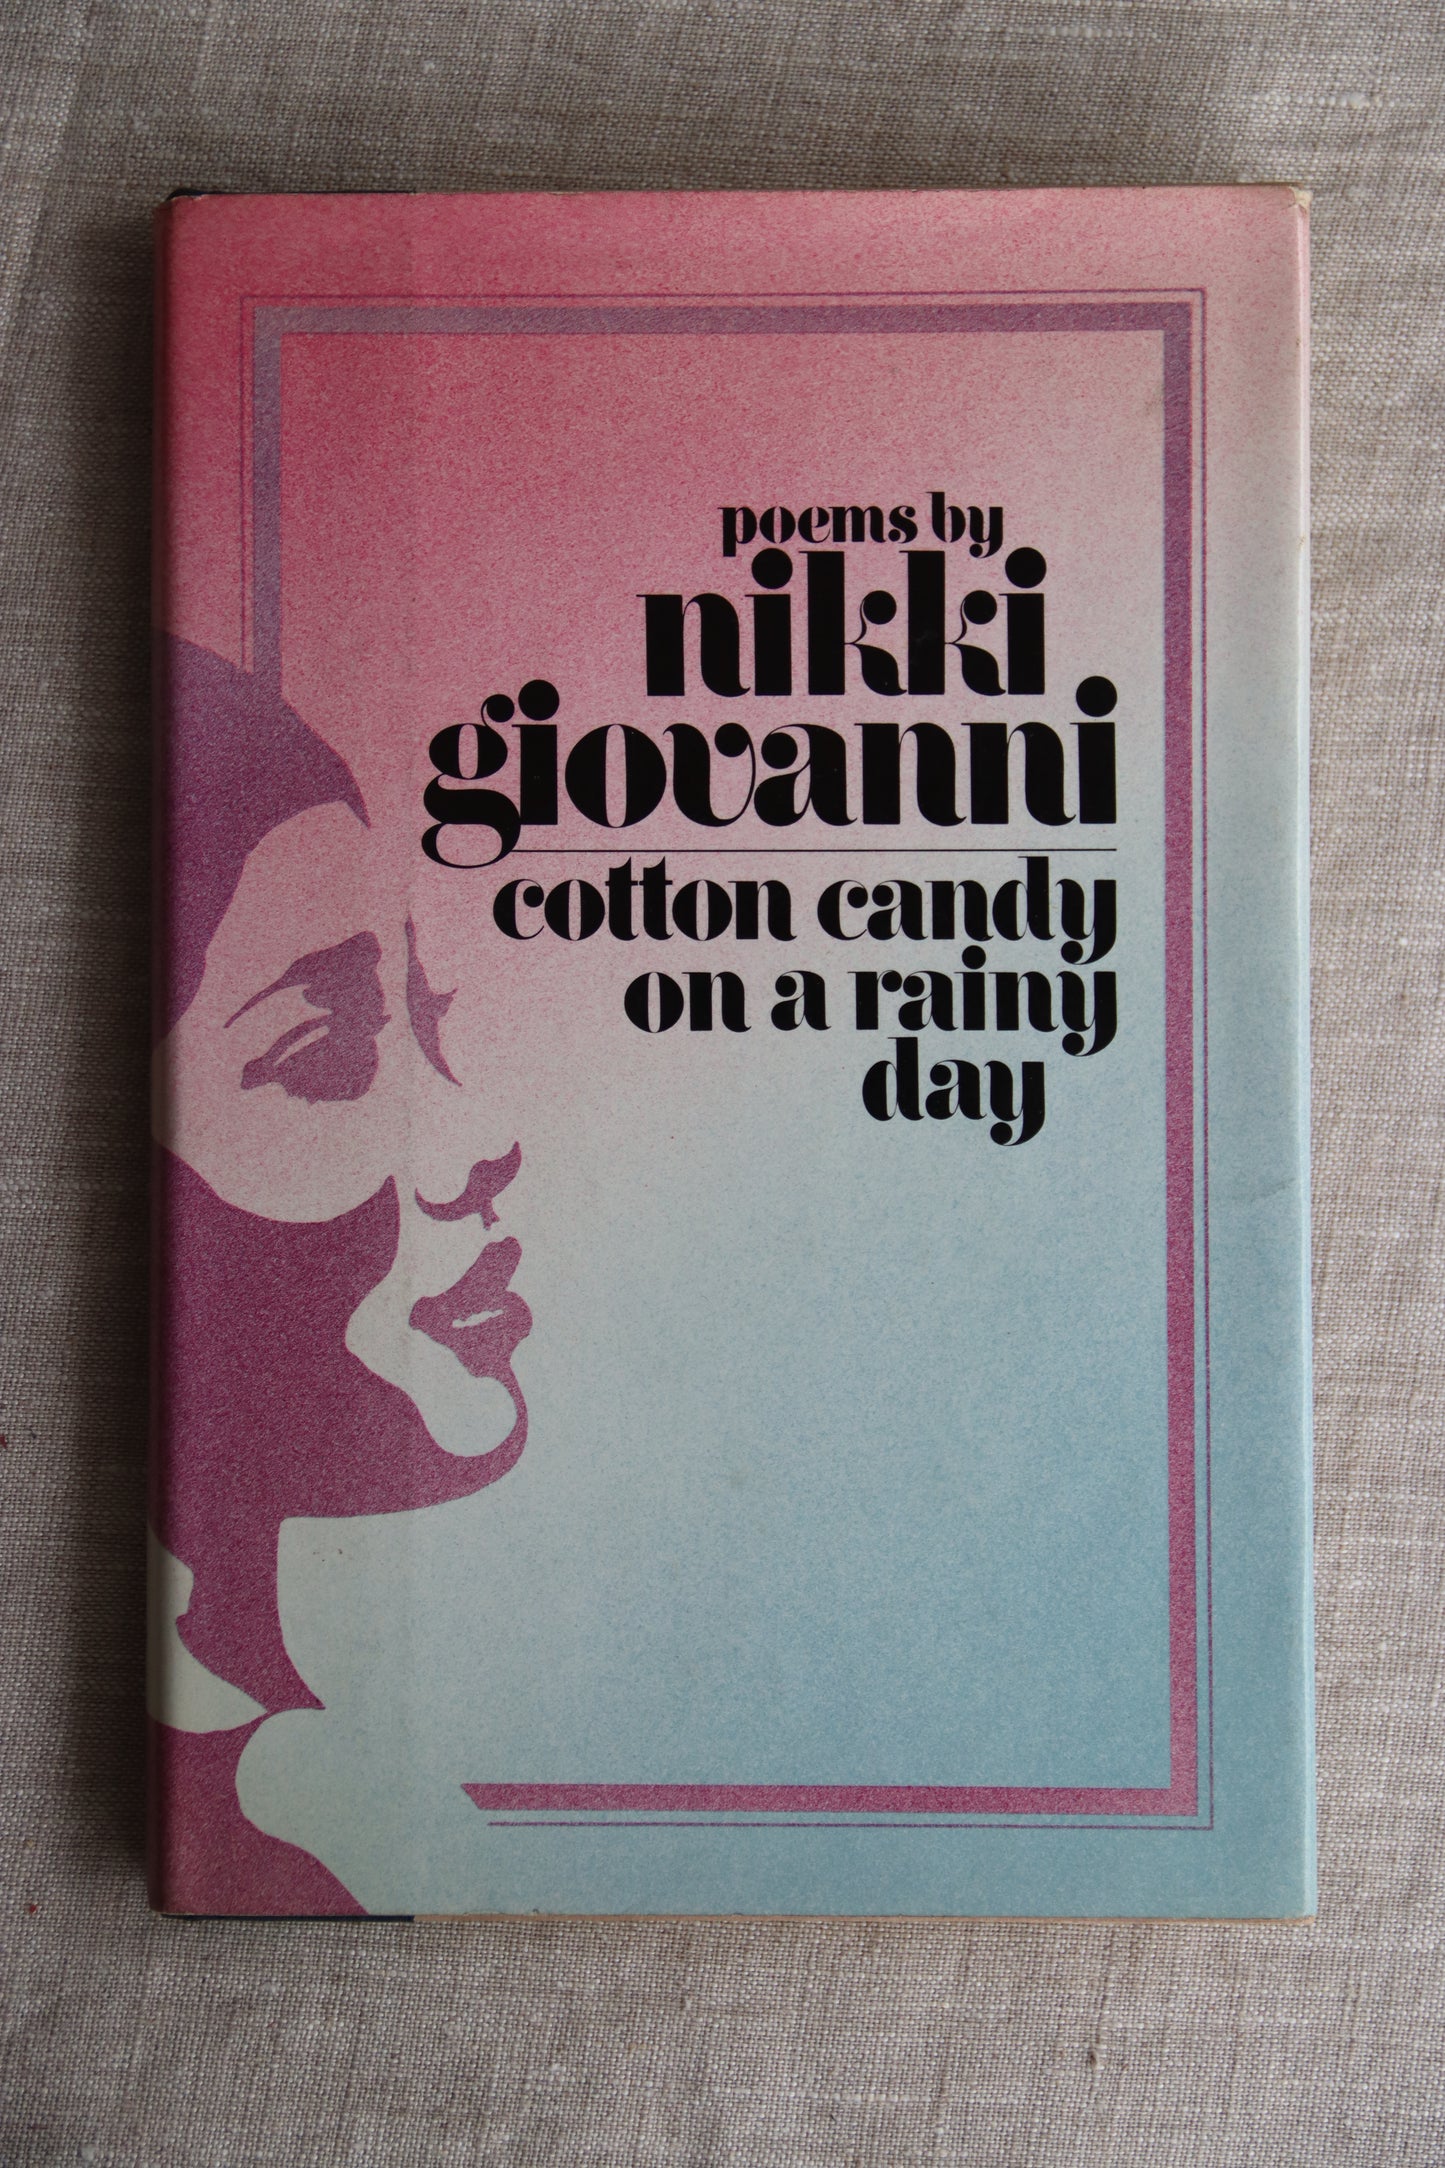 poems by
nikki
giovanni
cotton candy
on a rainy
day